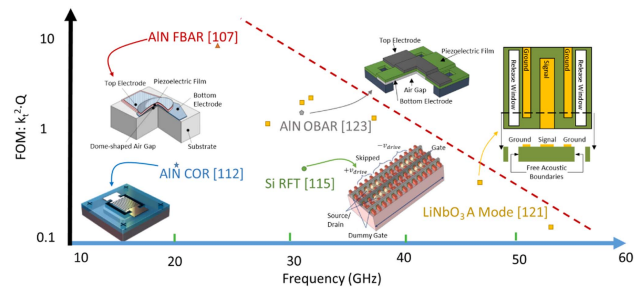 FOM: kt²·Q
10
1
0.1
AlN FBAR [107]
Top Electrode
Piezoelectric Film
Bottom
Electrode
Dome-shaped Air Gap
Substrate
AlN COR [112]
Top Electrode
Piezoelectric Film
Air Gap
Bottom Electrode
AlN OBAR [123]
Si RFT [115]
Skipped
−vdrive
+vdrive
Gate
Source/
Drain
Dummy Gate
Release Window
Ground
Signal
Ground
Release Window
Ground Signal Ground
Free Acoustic
Boundaries
LiNbO3 A Mode [121]
10 20 30 40 50 60
Frequency (GHz)